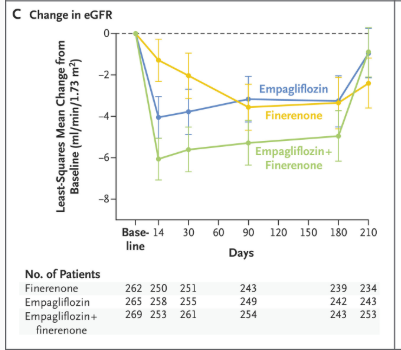 C Change in eGFR
Least-Squares Mean Change from
Baseline (ml/min/1.73 m²)
0
−2
−4
−6
−8
Empagliflozin
Finerenone
Empagliflozin+
Finerenone
Base- 14 30 60 90 120 150 180 210
line
Days
No. of Patients
Finerenone 262 250 251 243 239 234
Empagliflozin 265 258 255 249 242 243
Empagliflozin+ 269 253 261 254 243 253
finerenone